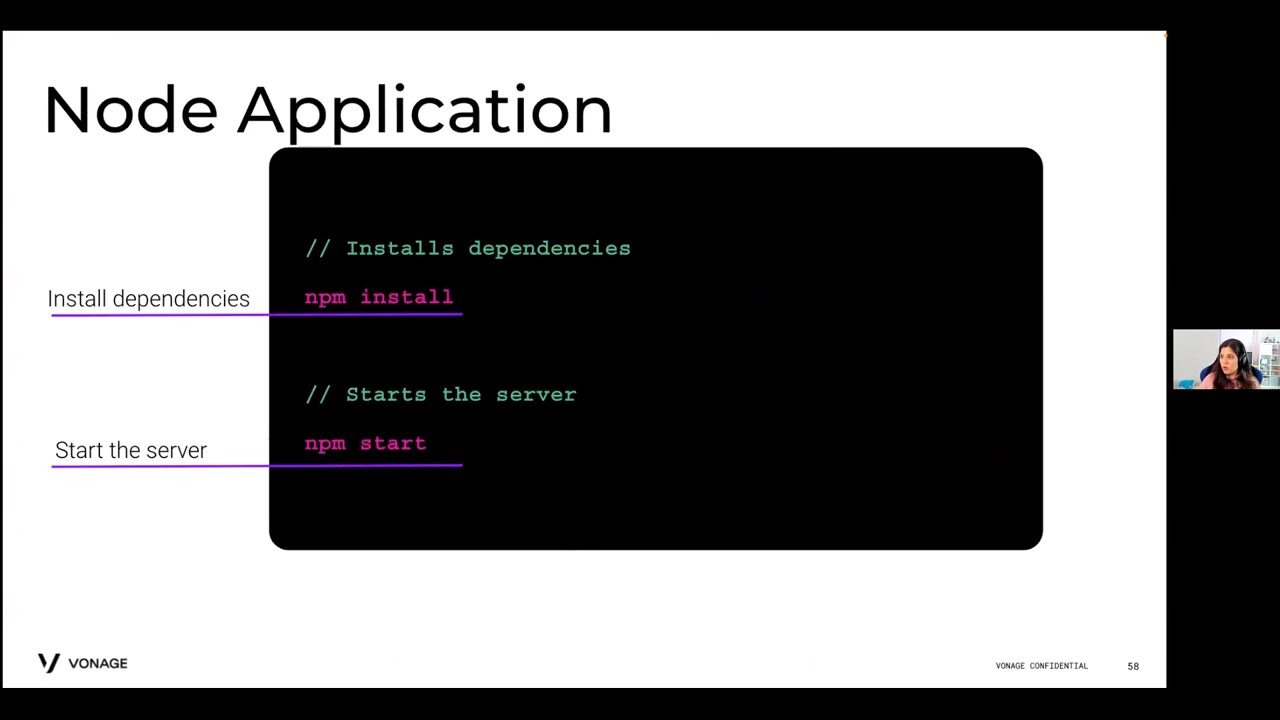 Node Application
// Installs dependencies
Install dependencies
npm install
// Starts the server
Start the server
npm start
VONAGE
VONAGE CONFIDENTIAL
58